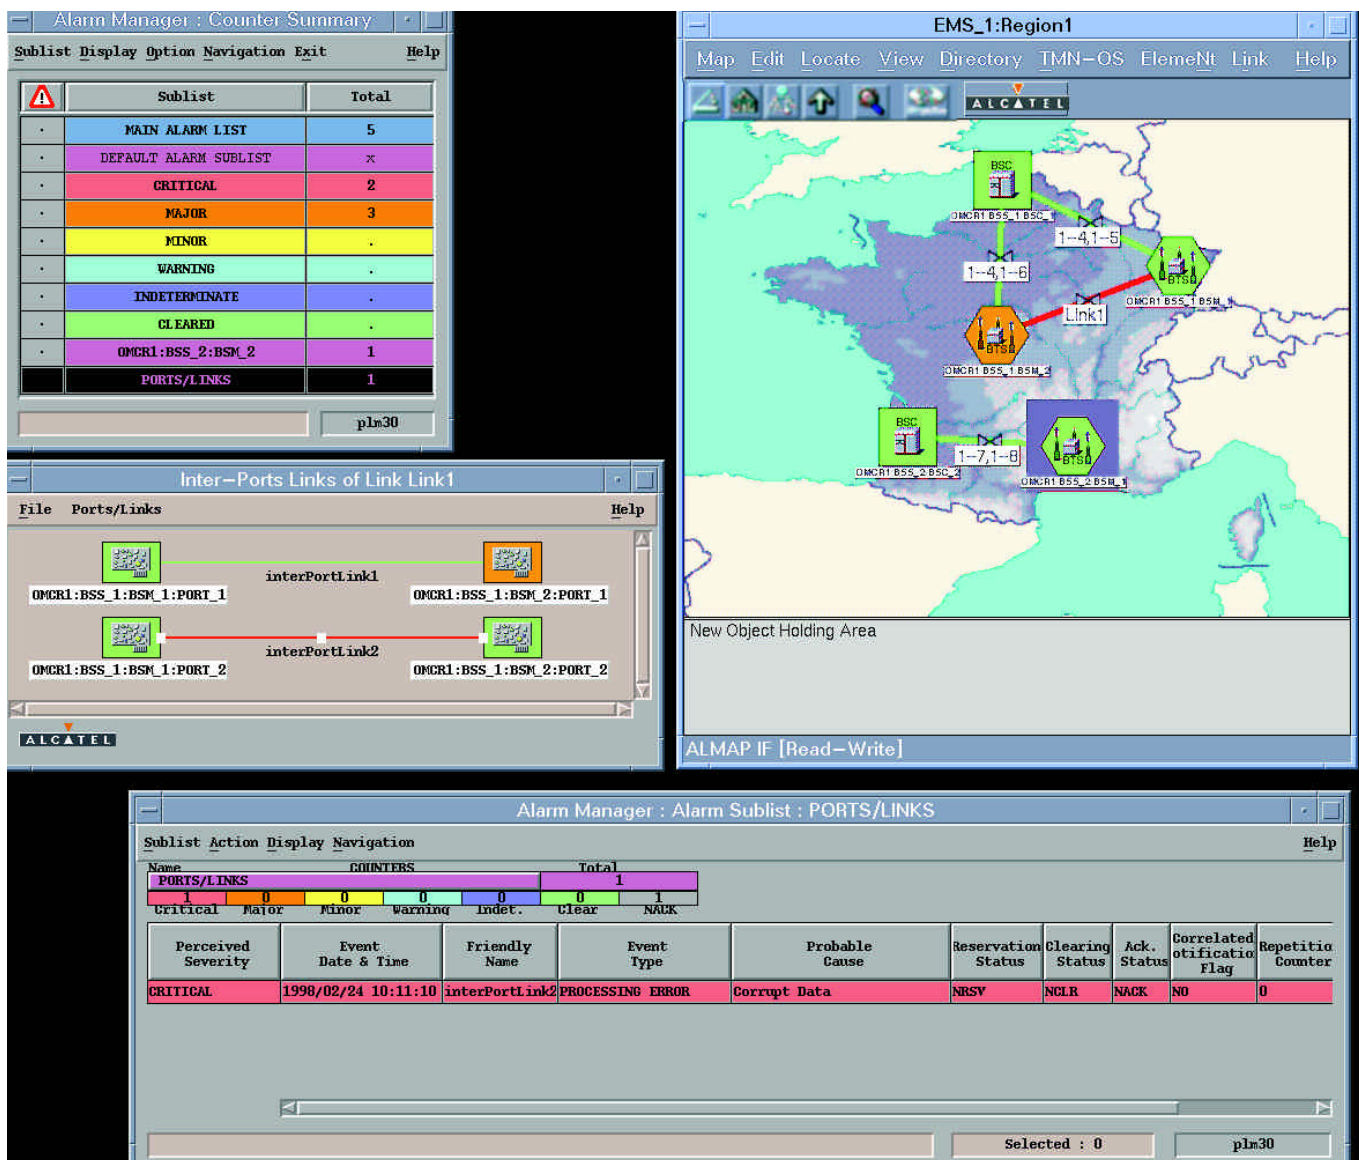 Alarm Manager : Counter Summary
Sublist Display Option Navigation Exit Help
Sublist Total
MAIN ALARM LIST 5
DEFAULT ALARM SUBLIST x
CRITICAL 2
MAJOR 3
MINOR .
WARNING .
INDETERMINATE .
CLEARED .
OMCR1:BSS_2:BSM_2 1
PORTS/LINKS 1
plm30
EMS_1:Region1
Map Edit Locate View Directory TMN-OS ElemeNt Link Help
ALCATEL
BSC
OMCR1 BSS_1 BSC_1
1-4,1-5
1-4,1-6
BTS
OMCR1 BSS_1 BSM_1
Link1
BTS
OMCR1 BSS_1 BSM_2
BSC
OMCR1 BSS_2 BSC_2
1-7,1-8
BTS
OMCR1 BSS_2 BSM_1
New Object Holding Area
ALMAP IF [Read-Write]
Inter-Ports Links of Link Link1
File Ports/Links Help
interPortLink1
OMCR1:BSS_1:BSM_1:PORT_1 OMCR1:BSS_1:BSM_2:PORT_1
interPortLink2
OMCR1:BSS_1:BSM_1:PORT_2 OMCR1:BSS_1:BSM_2:PORT_2
ALCATEL
Alarm Manager : Alarm Sublist : PORTS/LINKS
Sublist Action Display Navigation Help
Name COUNTERS Total
PORTS/LINKS 1
1 0 0 0 0 0 1
Critical Major Minor Warning Indet. Clear NACK
Perceived Event Friendly Event Probable Reservation Clearing Ack. Correlated Repetitio
Severity Date & Time Name Type Cause Status Status Status otificatio Counter
Flag
CRITICAL 1998/02/24 10:11:10 interPortLink2 PROCESSING ERROR Corrupt Data NRSV NCLR NACK NO 0
Selected : 0 plm30